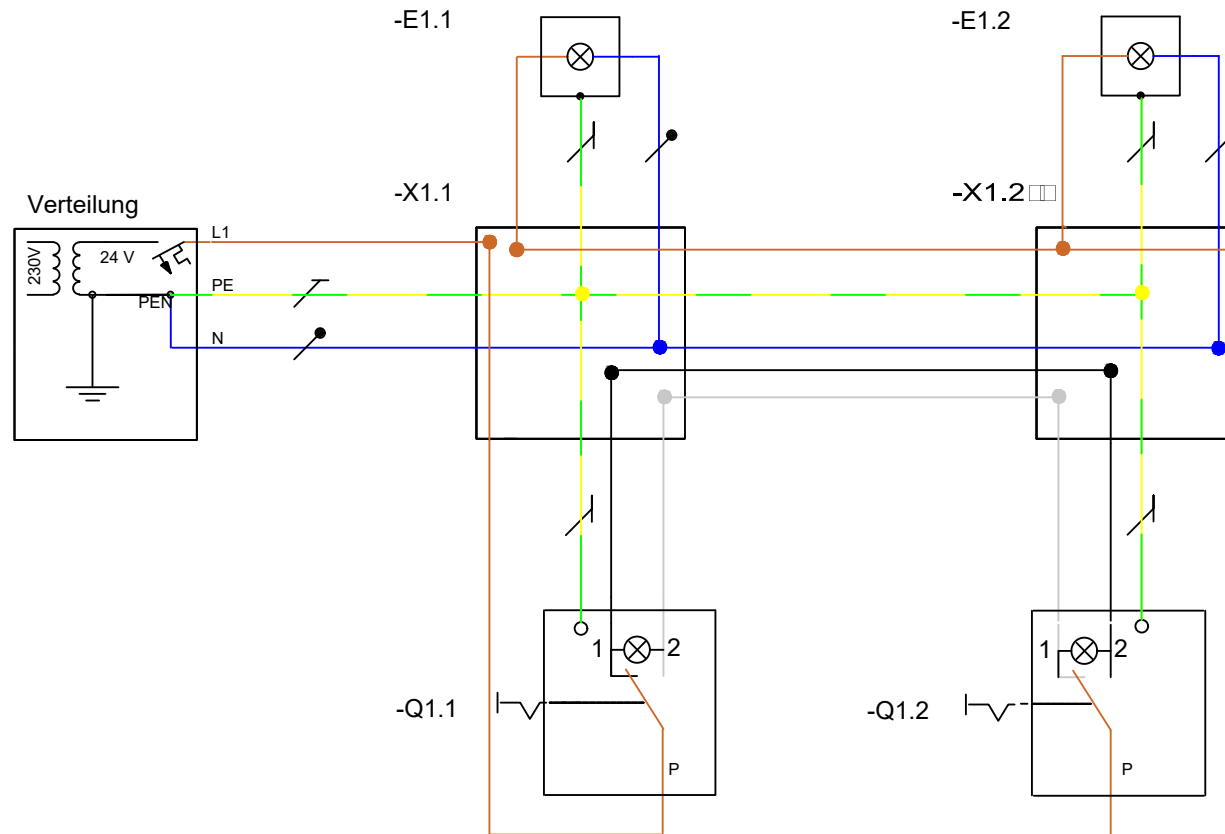 -E1.1
-E1.2
-X1.1
-X1.2
Verteilung
L1
230V
24 V
PE
PEN
N
1
2
1
2
-Q1.1
-Q1.2
P
P